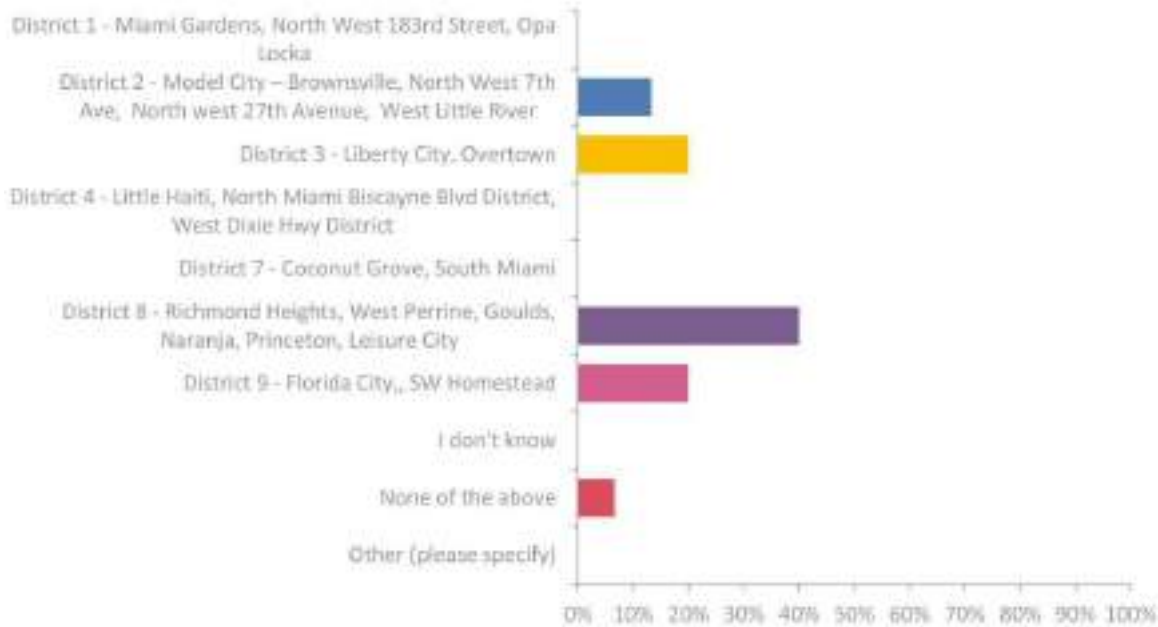 District 1 - Miami Gardens, North West 183rd Street, Opa
Locka
District 2 - Model City – Brownsville, North West 7th
Ave, North west 27th Avenue, West Little River
District 3 - Liberty City, Overtown
District 4 - Little Haiti, North Miami Biscayne Blvd District,
West Dixie Hwy District
District 7 - Coconut Grove, South Miami
District 8 - Richmond Heights, West Perrine, Goulds,
Naranja, Princeton, Leisure City
District 9 - Florida City,, SW Homestead
I don't know
None of the above
Other (please specify)
0% 10% 20% 30% 40% 50% 60% 70% 80% 90% 100%